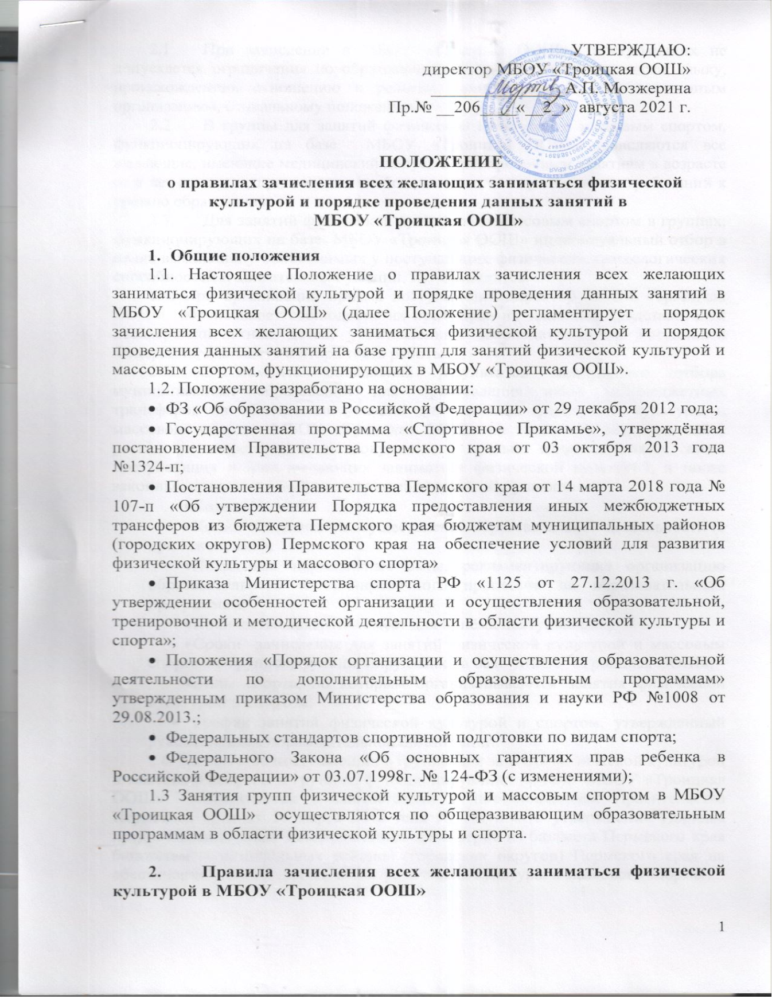 УТВЕРЖДАЮ:
директор МБОУ «Троицкая ООШ»
А.П. Мозжерина
Пр.№ __206____ «__2_» августа 2021 г.
ПОЛОЖЕНИЕ
о правилах зачисления всех желающих заниматься физической
культурой и порядке проведения данных занятий в
МБОУ «Троицкая ООШ»
1. Общие положения
1.1. Настоящее Положение о правилах зачисления всех желающих
заниматься физической культурой и порядке проведения данных занятий в
МБОУ «Троицкая ООШ» (далее Положение) регламентирует порядок
зачисления всех желающих заниматься физической культурой и порядок
проведения данных занятий на базе групп для занятий физической культурой и
массовым спортом, функционирующих в МБОУ «Троицкая ООШ».
1.2. Положение разработано на основании:
• ФЗ «Об образовании в Российской Федерации» от 29 декабря 2012 года;
• Государственная программа «Спортивное Прикамье», утверждённая
постановлением Правительства Пермского края от 03 октября 2013 года
№1324-п;
• Постановления Правительства Пермского края от 14 марта 2018 года №
107-п «Об утверждении Порядка предоставления иных межбюджетных
трансферов из бюджета Пермского края бюджетам муниципальных районов
(городских округов) Пермского края на обеспечение условий для развития
физической культуры и массового спорта»
• Приказа Министерства спорта РФ «1125 от 27.12.2013 г. «Об
утверждении особенностей организации и осуществления образовательной,
тренировочной и методической деятельности в области физической культуры и
спорта»;
• Положения «Порядок организации и осуществления образовательной
деятельности по дополнительным образовательным программам»
утвержденным приказом Министерства образования и науки РФ №1008 от
29.08.2013.;
• Федеральных стандартов спортивной подготовки по видам спорта;
• Федерального Закона «Об основных гарантиях прав ребенка в
Российской Федерации» от 03.07.1998г. № 124-ФЗ (с изменениями);
1.3 Занятия групп физической культурой и массовым спортом в МБОУ
«Троицкая ООШ» осуществляются по общеразвивающим образовательным
программам в области физической культуры и спорта.
2. Правила зачисления всех желающих заниматься физической
культурой в МБОУ «Троицкая ООШ»
1